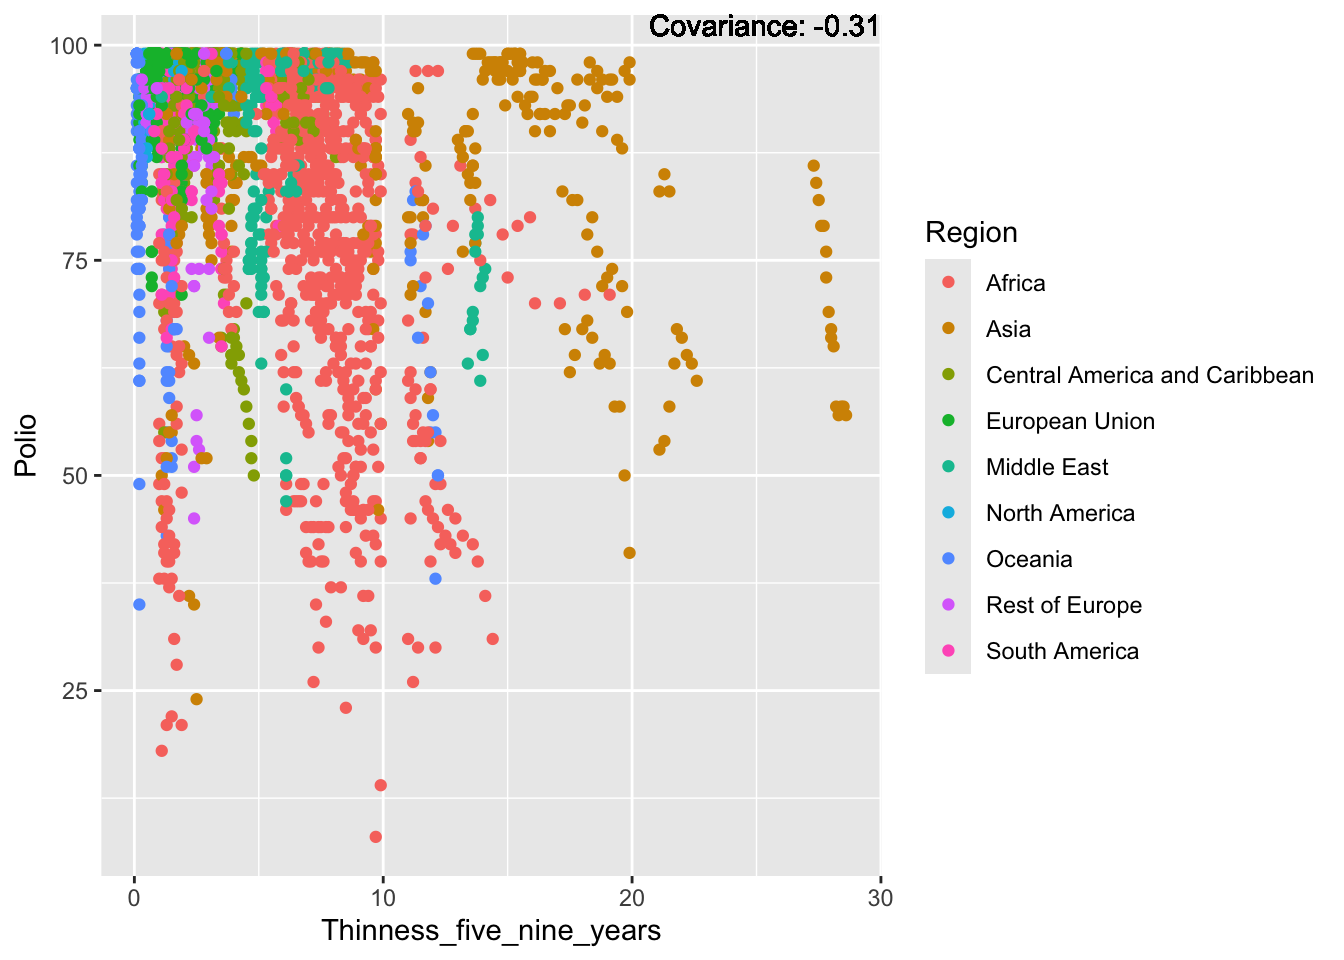 Covariance: -0.31
100
75
50
25
Polio
0 10 20 30
Thinness_five_nine_years
Region
Africa
Asia
Central America and Caribbean
European Union
Middle East
North America
Oceania
Rest of Europe
South America